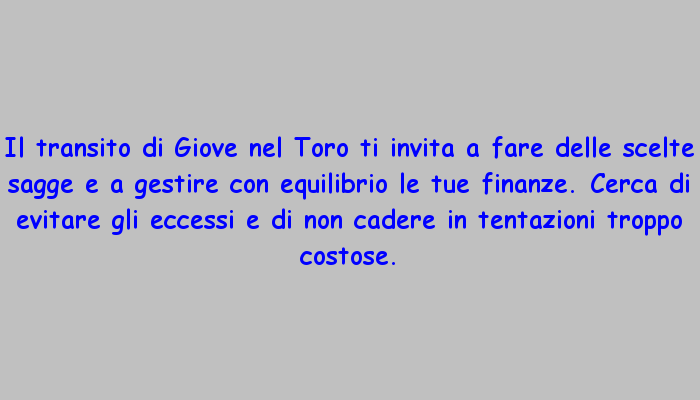 Il transito di Giove nel Toro ti invita a fare delle scelte
sagge e a gestire con equilibrio le tue finanze. Cerca di
evitare gli eccessi e di non cadere in tentazioni troppo
costose.